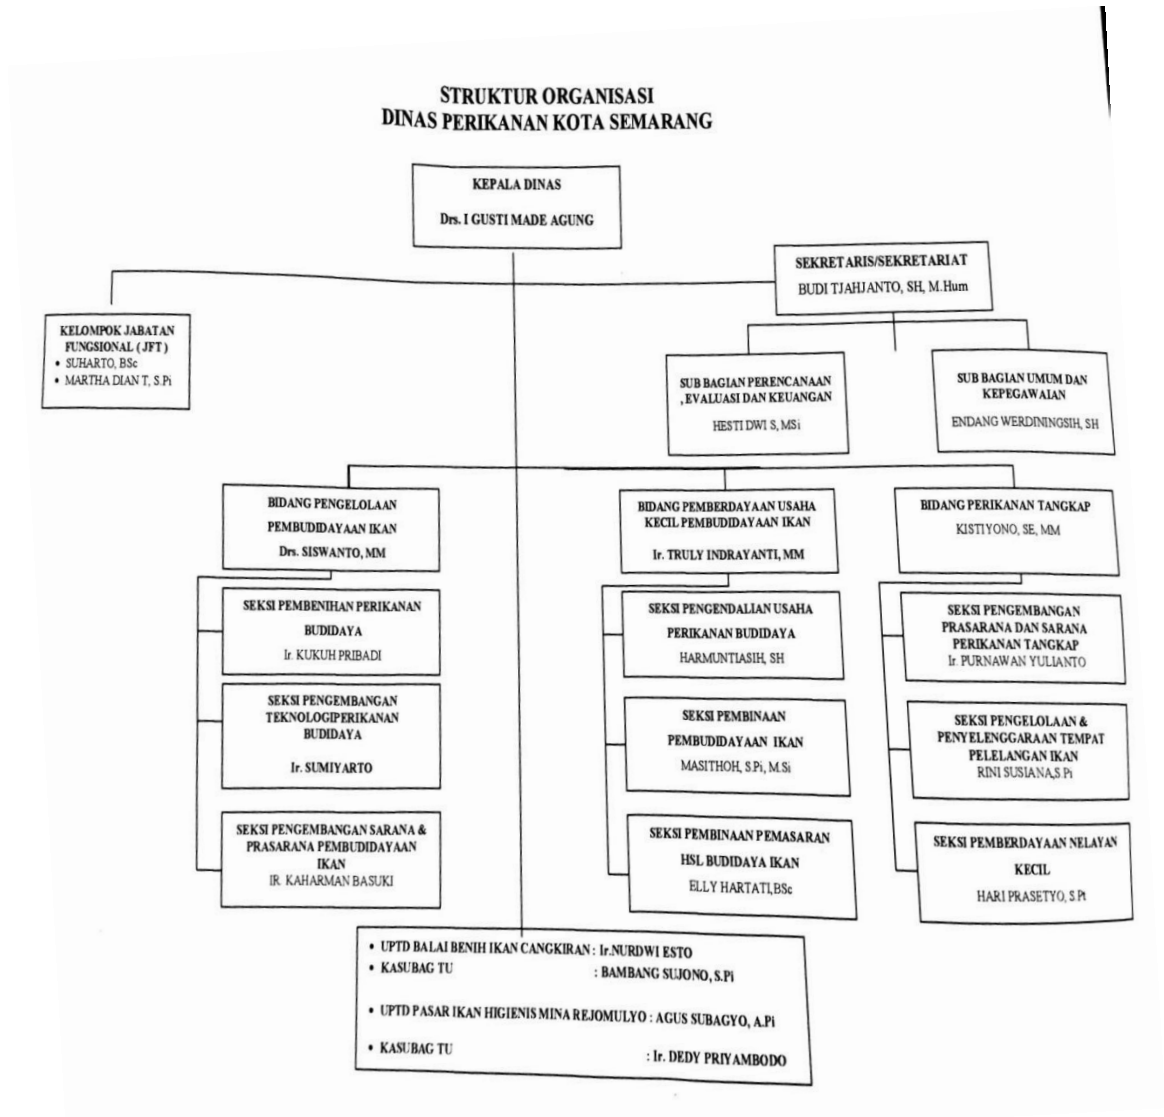 STRUKTUR ORGANISASI
DINAS PERIKANAN KOTA SEMARANG
KEPALA DINAS
Drs. I GUSTI MADE AGUNG
SEKRETARIS/SEKRETARIAT
BUDI TJAHJANTO, SH, M.Hum
KELOMPOK JABATAN
FUNGSIONAL ( JFT )
• SUHARTO, BSc
• MARTHA DIAN T, S.Pi
SUB BAGIAN PERENCANAAN
, EVALUASI DAN KEUANGAN
HESTI DWI S, MSi
SUB BAGIAN UMUM DAN
KEPEGAWAIAN
ENDANG WERDININGSIH, SH
BIDANG PENGELOLAAN
PEMBUDIDAYAAN IKAN
Drs. SISWANTO, MM
SEKSI PEMBENIHAN PERIKANAN
BUDIDAYA
Ir. KUKUH PRIBADI
SEKSI PENGEMBANGAN
TEKNOLOGIPERIKANAN
BUDIDAYA
Ir. SUMIYARTO
SEKSI PENGEMBANGAN SARANA &
PRASARANA PEMBUDIDAYAAN
IKAN
IR. KAHARMAN BASUKI
BIDANG PEMBERDAYAAN USAHA
KECIL PEMBUDIDAYAAN IKAN
Ir. TRULY INDRAYANTI, MM
SEKSI PENGENDALIAN USAHA
PERIKANAN BUDIDAYA
HARMUNTIASIH, SH
SEKSI PEMBINAAN
PEMBUDIDAYAAN IKAN
MASITHOH, S.Pi, M.Si
SEKSI PEMBINAAN PEMASARAN
HSL BUDIDAYA IKAN
ELLY HARTATI,BSc
BIDANG PERIKANAN TANGKAP
KISTIYONO, SE, MM
SEKSI PENGEMBANGAN
PRASARANA DAN SARANA
PERIKANAN TANGKAP
Ir. PURNAWAN YULIANTO
SEKSI PENGELOLAAN &
PENYELENGGARAAN TEMPAT
PELELANGAN IKAN
RINI SUSIANA,S.Pi
SEKSI PEMBERDAYAAN NELAYAN
KECIL
HARI PRASETYO, S.Pt
• UPTD BALAI BENIH IKAN CANGKIRAN : Ir.NURDWI ESTO
• KASUBAG TU : BAMBANG SUJONO, S.Pi
• UPTD PASAR IKAN HIGIENIS MINA REJOMULYO : AGUS SUBAGYO, A.Pi
• KASUBAG TU : Ir. DEDY PRIYAMBODO